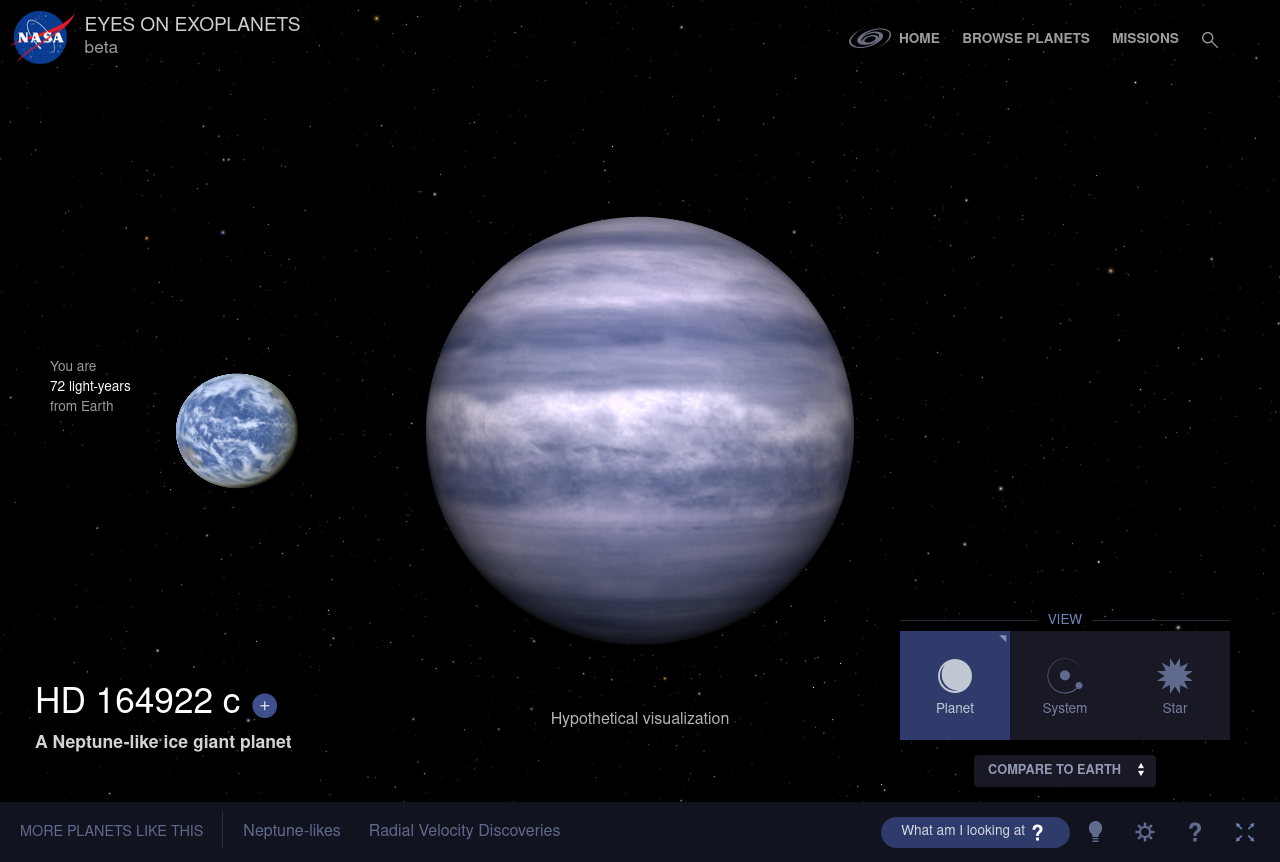 NASA
EYES ON EXOPLANETS
beta
HOME
BROWSE PLANETS
MISSIONS
You are
72 light-years
from Earth
VIEW
Planet
System
Star
HD 164922 c +
A Neptune-like ice giant planet
Hypothetical visualization
COMPARE TO EARTH
MORE PLANETS LIKE THIS
Neptune-likes
Radial Velocity Discoveries
What am I looking at ?
?